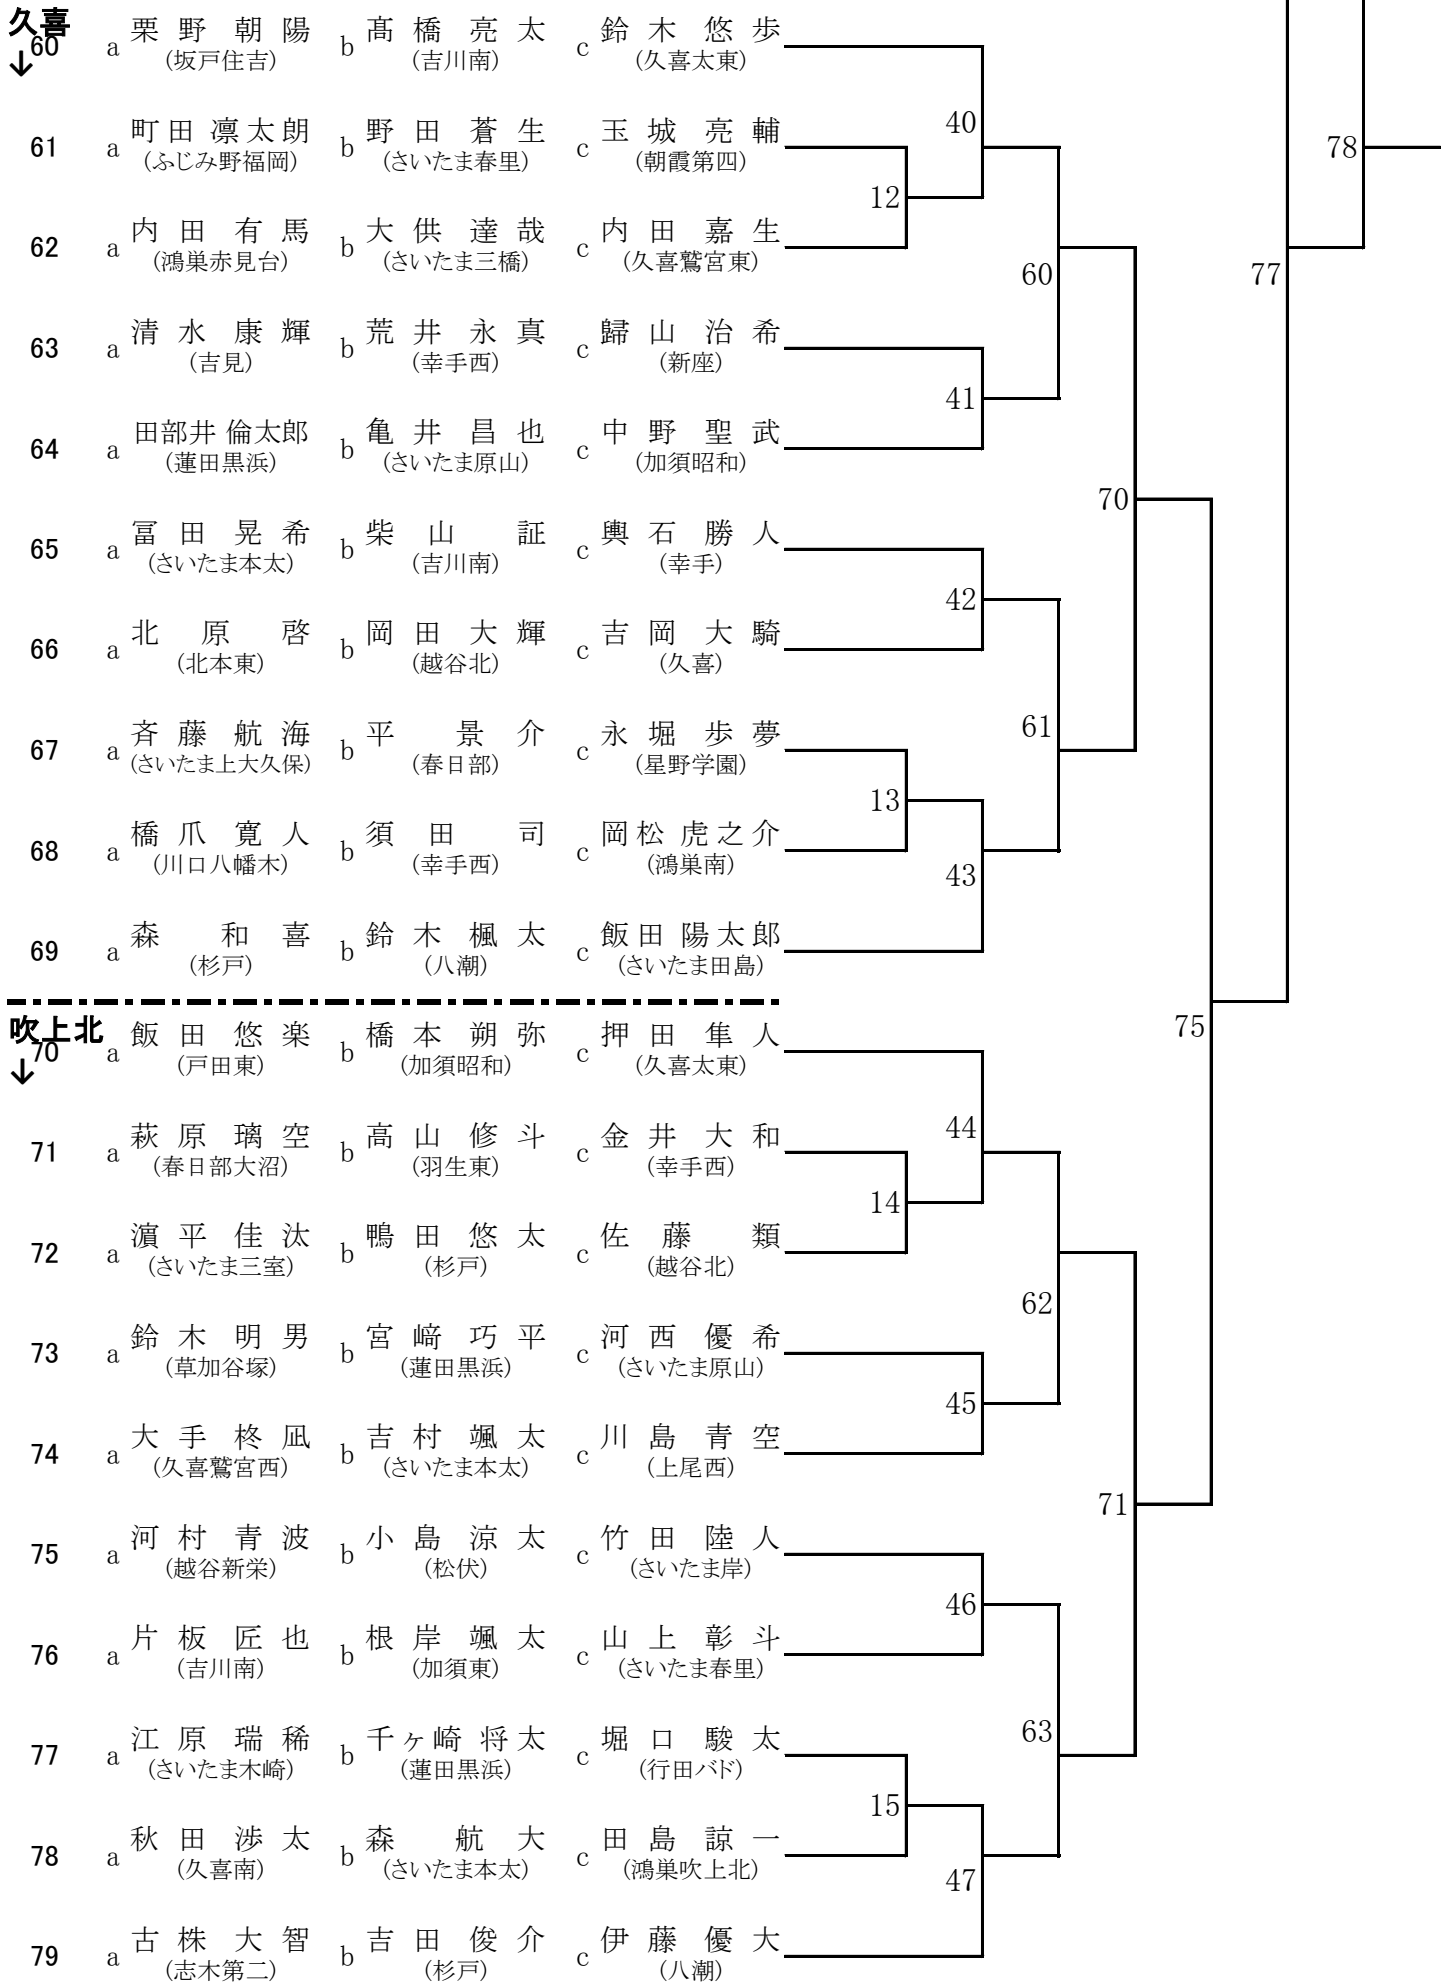 久喜
↓
60 a 栗野朝陽 b 髙橋亮太 c 鈴木悠歩
(坂戸住吉) (吉川南) (久喜太東)
40
61 a 町田凛太朗 b 野田蒼生 c 玉城亮輔
(ふじみ野福岡) (さいたま春里) (朝霞第四)
78
12
62 a 内田有馬 b 大供達哉 c 内田嘉生
(鴻巣赤見台) (さいたま三橋) (久喜鷲宮東)
60
77
63 a 清水康輝 b 荒井永真 c 歸山治希
(吉見) (幸手西) (新座)
41
64 a 田部井倫太郎 b 亀井昌也 c 中野聖武
(蓮田黒浜) (さいたま原山) (加須昭和)
70
65 a 冨田晃希 b 柴山証 c 輿石勝人
(さいたま本太) (吉川南) (幸手)
42
66 a 北原啓 b 岡田大輝 c 吉岡大騎
(北本東) (越谷北) (久喜)
61
67 a 斉藤航海 b 平景介 c 永堀歩夢
(さいたま上大久保) (春日部) (星野学園)
13
68 a 橋爪寛人 b 須田司 c 岡松虎之介
(川口八幡木) (幸手西) (鴻巣南)
43
69 a 森和喜 b 鈴木楓太 c 飯田陽太郎
(杉戸) (八潮) (さいたま田島)
75
吹上北
↓
70 a 飯田悠楽 b 橋本朔弥 c 押田隼人
(戸田東) (加須昭和) (久喜太東)
44
71 a 萩原璃空 b 高山修斗 c 金井大和
(春日部大沼) (羽生東) (幸手西)
14
72 a 濵平佳汰 b 鴨田悠太 c 佐藤類
(さいたま三室) (杉戸) (越谷北)
62
73 a 鈴木明男 b 宮﨑巧平 c 河西優希
(草加谷塚) (蓮田黒浜) (さいたま原山)
45
74 a 大手柊凪 b 吉村颯太 c 川島青空
(久喜鷲宮西) (さいたま本太) (上尾西)
71
75 a 河村青波 b 小島涼太 c 竹田陸人
(越谷新栄) (松伏) (さいたま岸)
46
76 a 片板匠也 b 根岸颯太 c 山上彰斗
(吉川南) (加須東) (さいたま春里)
63
77 a 江原瑞稀 b 千ヶ崎将太 c 堀口駿太
(さいたま木崎) (蓮田黒浜) (行田バド)
15
78 a 秋田渉太 b 森航大 c 田島諒一
(久喜南) (さいたま本太) (鴻巣吹上北)
47
79 a 古株大智 b 吉田俊介 c 伊藤優大
(志木第二) (杉戸) (八潮)